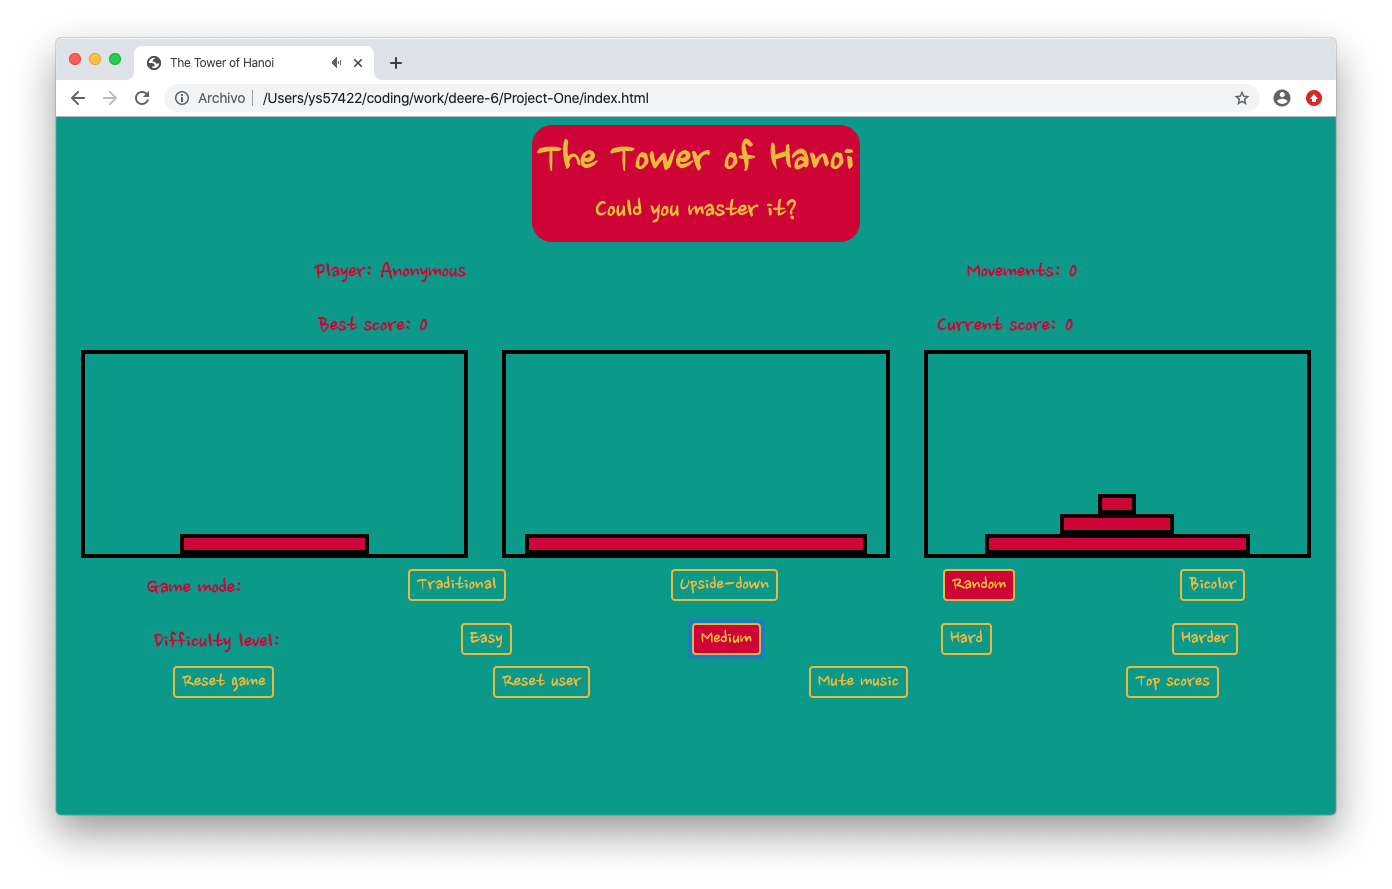 The Tower of Hanoi
Archivo /Users/ys57422/coding/work/deere-6/Project-One/index.html
The Tower of Hanoi
Could you master it?
Player: Anonymous Movements: 0
Best score: 0 Current score: 0
Game mode: Traditional Upside-down Random Bicolor
Difficulty level: Easy Medium Hard Harder
Reset game Reset user Mute music Top scores